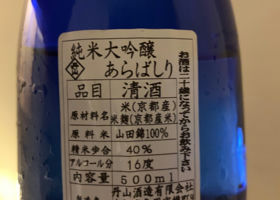 純米大吟醸
あらばしり
お酒は二十歳になってからお飲み下さい
品目 清酒
原材料名 米(京都産)
米麹(京都産米)
原料米 山田錦100%
精米歩合 40%
アルコール分 16度
内容量 500ml
丹山酒造有限会社